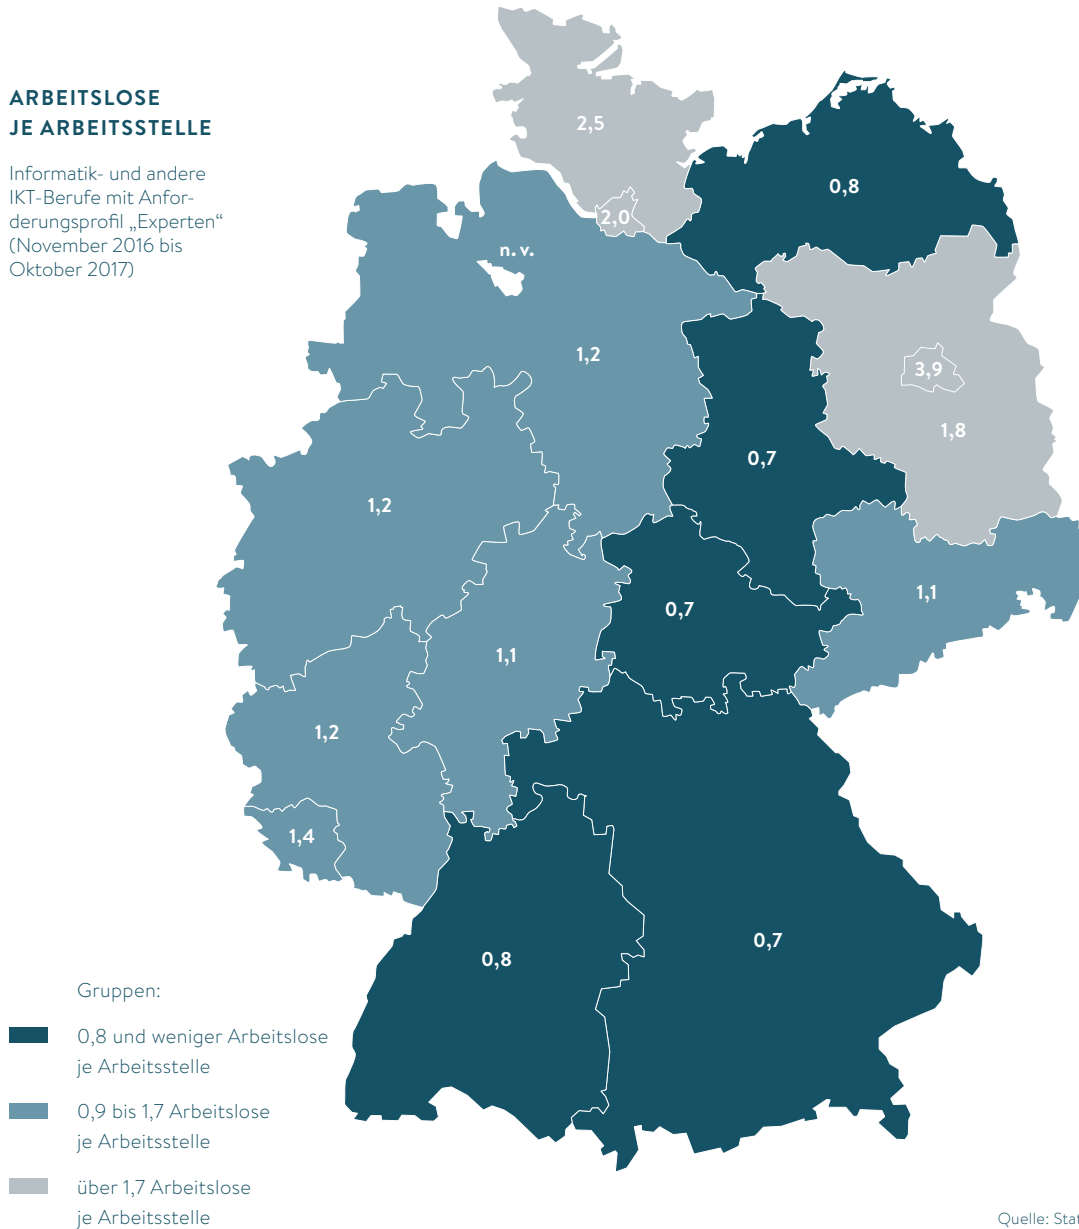 ARBEITSLOSE
JE ARBEITSSTELLE
Informatik- und andere
IKT-Berufe mit Anfor-
derungsprofil „Experten“
(November 2016 bis
Oktober 2017)
2,5
0,8
2,0
n. v.
1,2
3,9
1,8
0,7
1,2
1,1
0,7
1,1
1,2
1,4
0,7
0,8
Gruppen:
0,8 und weniger Arbeitslose
je Arbeitsstelle
0,9 bis 1,7 Arbeitslose
je Arbeitsstelle
über 1,7 Arbeitslose
je Arbeitsstelle
Quelle: